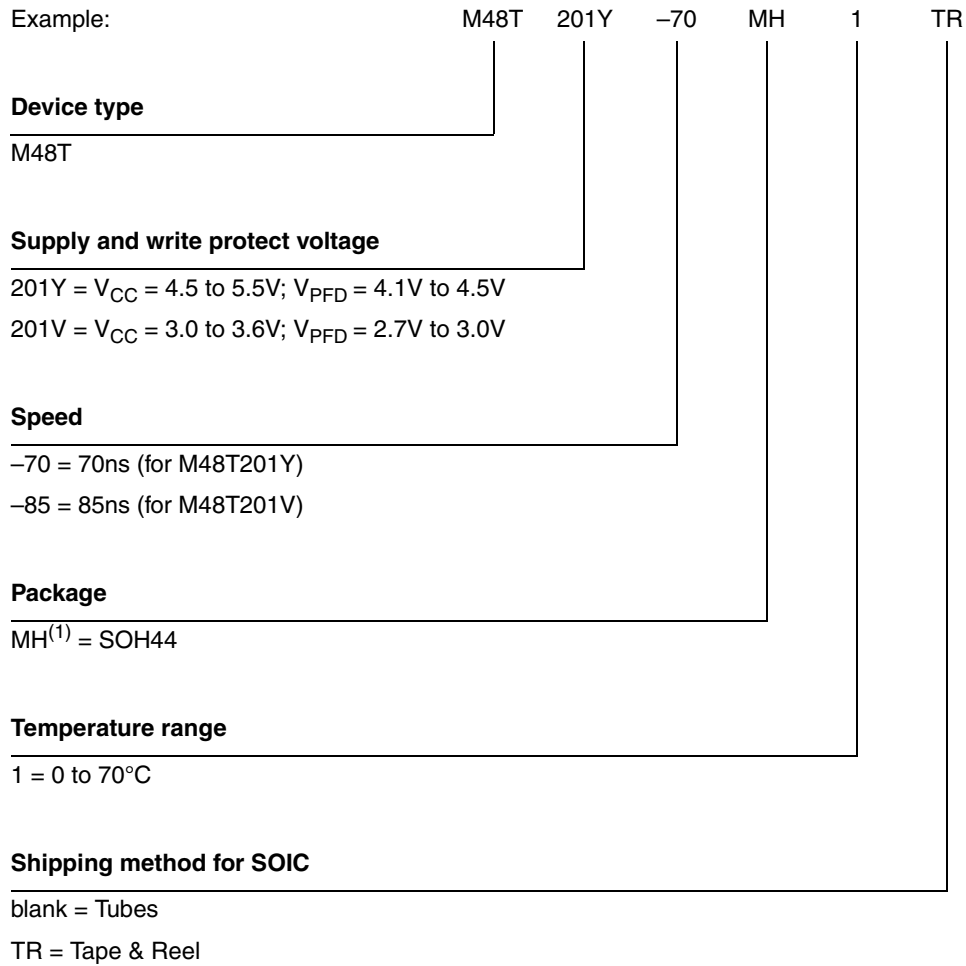 Example: M48T 201Y –70 MH 1 TR
Device type
M48T
Supply and write protect voltage
201Y = VCC = 4.5 to 5.5V; VPFD = 4.1V to 4.5V
201V = VCC = 3.0 to 3.6V; VPFD = 2.7V to 3.0V
Speed
–70 = 70ns (for M48T201Y)
–85 = 85ns (for M48T201V)
Package
MH(1) = SOH44
Temperature range
1 = 0 to 70°C
Shipping method for SOIC
blank = Tubes
TR = Tape & Reel